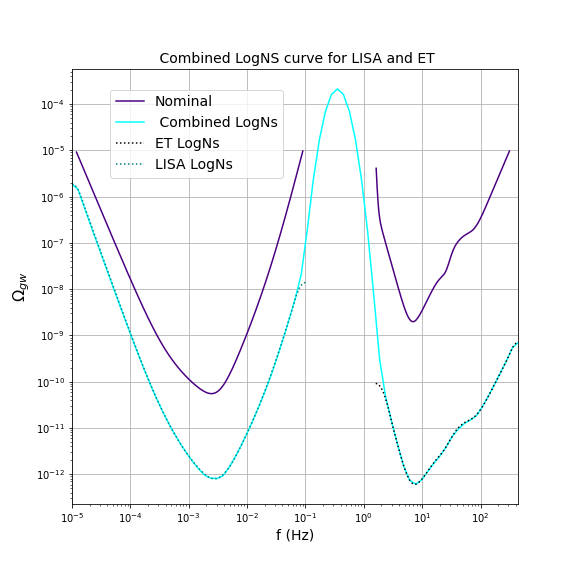 Combined LogNS curve for LISA and ET
Nominal
Combined LogNs
ET LogNs
LISA LogNs
Ω_gw
10⁻⁴
10⁻⁵
10⁻⁶
10⁻⁷
10⁻⁸
10⁻⁹
10⁻¹⁰
10⁻¹¹
10⁻¹²
10⁻⁵ 10⁻⁴ 10⁻³ 10⁻² 10⁻¹ 10⁰ 10¹ 10²
f (Hz)